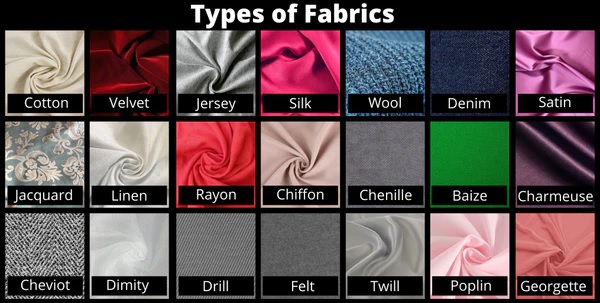 Types of Fabrics
Cotton
Velvet
Jersey
Silk
Wool
Denim
Satin
Jacquard
Linen
Rayon
Chiffon
Chenille
Baize
Charmeuse
Cheviot
Dimity
Drill
Felt
Twill
Poplin
Georgette